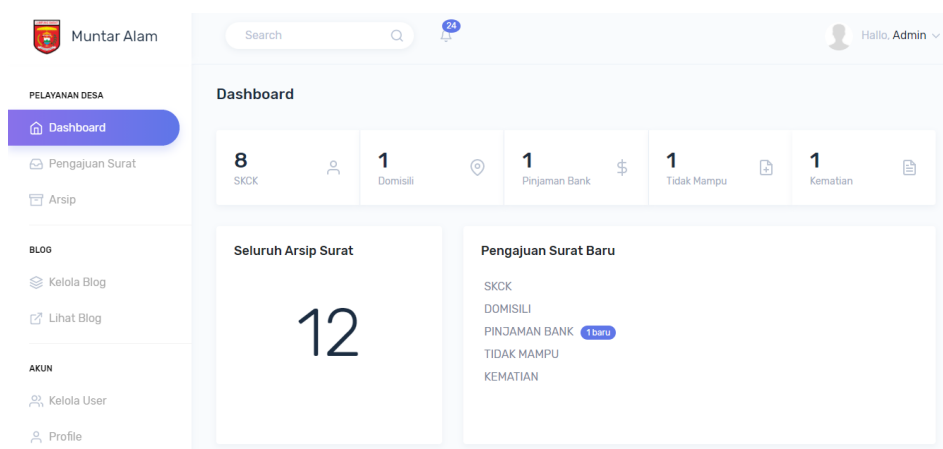 Muntar Alam
Search
24
Hallo, Admin
PELAYANAN DESA
Dashboard
Pengajuan Surat
Arsip
BLOG
Kelola Blog
Lihat Blog
AKUN
Kelola User
Profile
Dashboard
8
SKCK
1
Domisili
1
Pinjaman Bank
$
1
Tidak Mampu
1
Kematian
Seluruh Arsip Surat
12
Pengajuan Surat Baru
SKCK
DOMISILI
PINJAMAN BANK 1 baru
TIDAK MAMPU
KEMATIAN